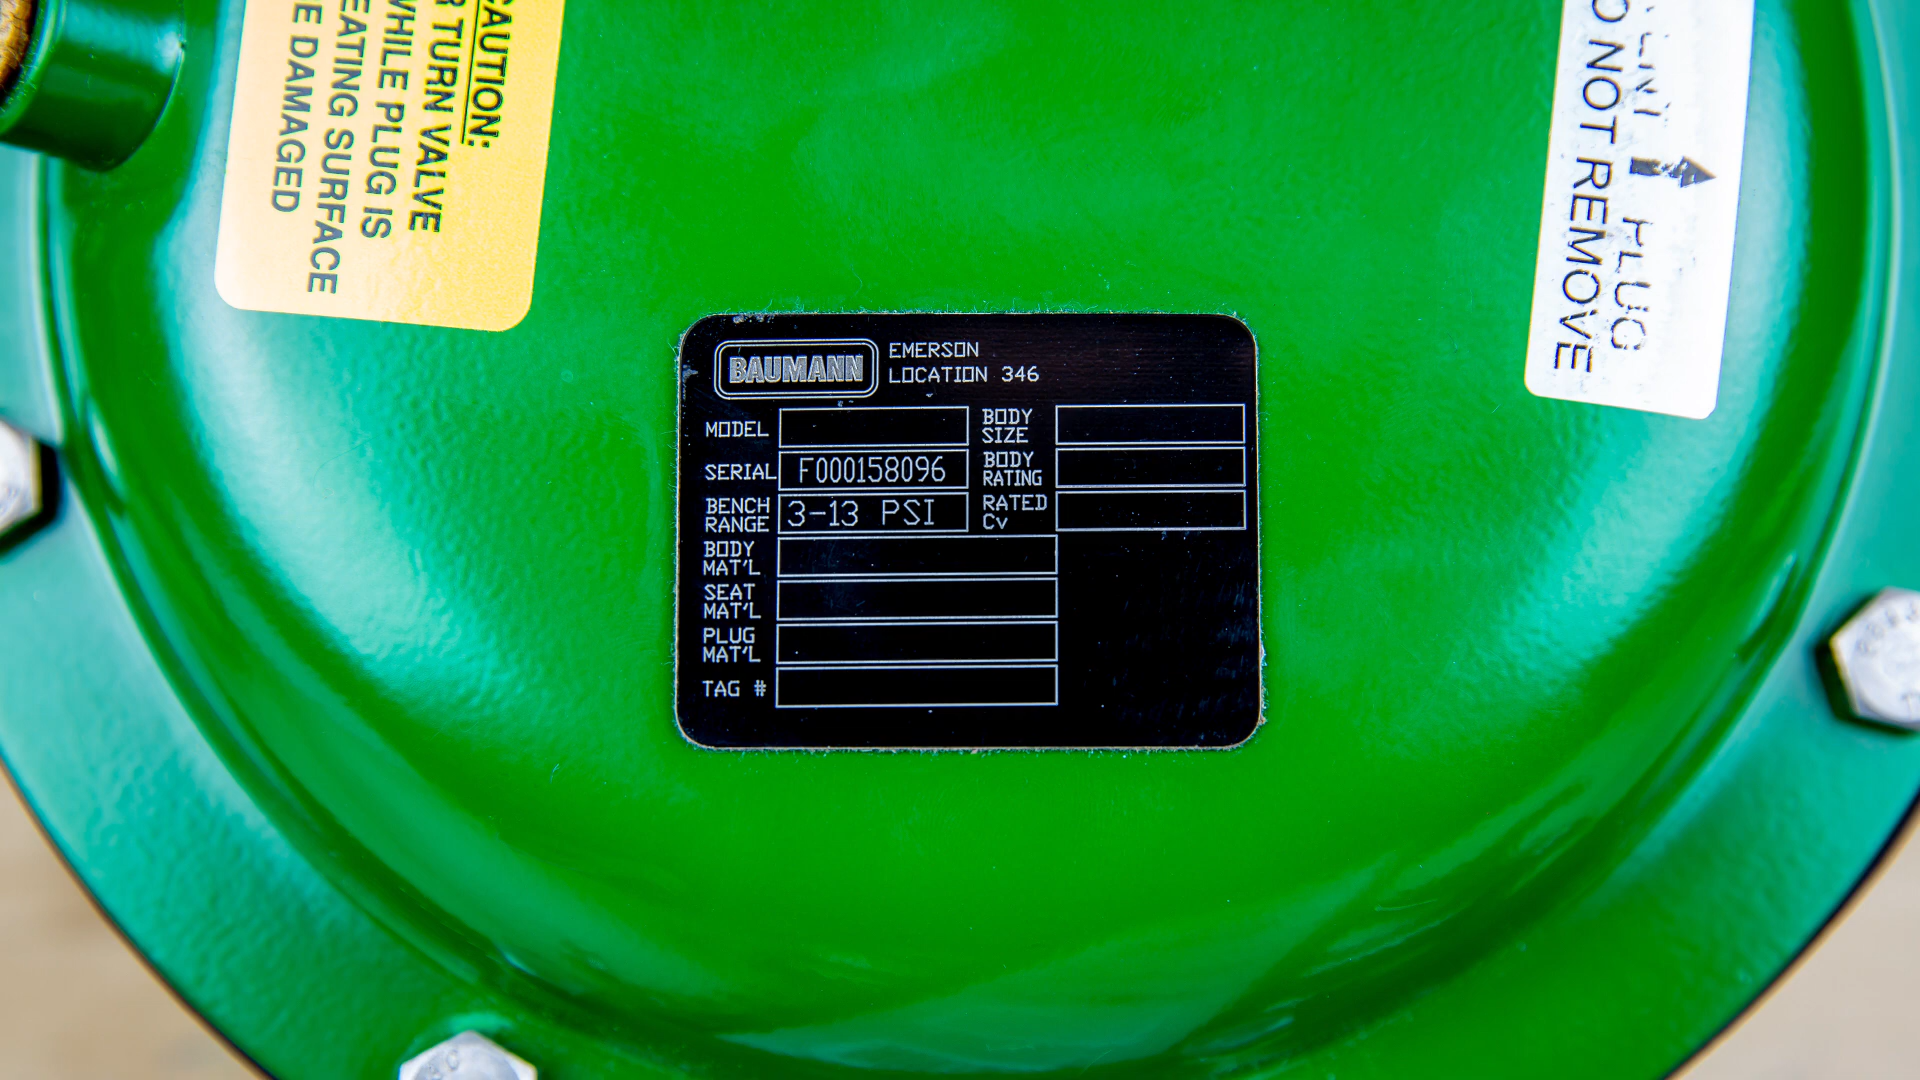 CAUTION:
TURN VALVE
WHILE PLUG IS
EATING SURFACE
E DAMAGED
BAUMANN
EMERSON
LOCATION 346
MODEL
SERIAL F000158096
BENCH RANGE 3-13 PSI
BODY MAT'L
SEAT MAT'L
PLUG MAT'L
TAG #
BODY SIZE
BODY RATING
RATED Cv
PLUG
O NOT REMOVE